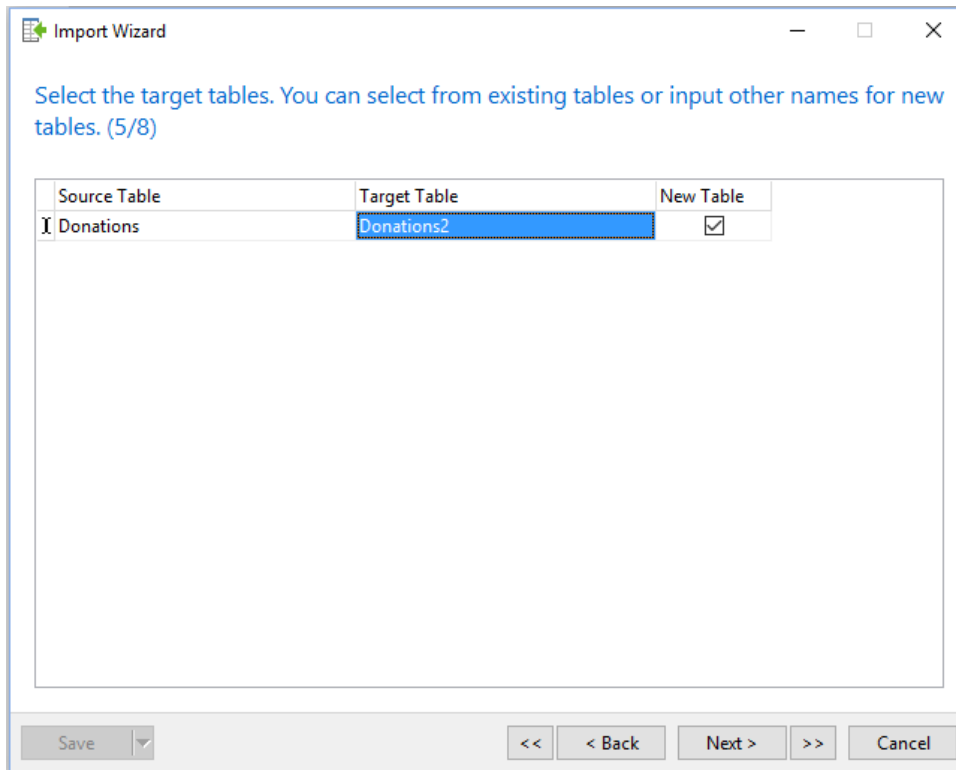 Import Wizard
Select the target tables. You can select from existing tables or input other names for new
tables. (5/8)
Source Table Target Table New Table
Donations Donations2
Save << < Back Next > >> Cancel